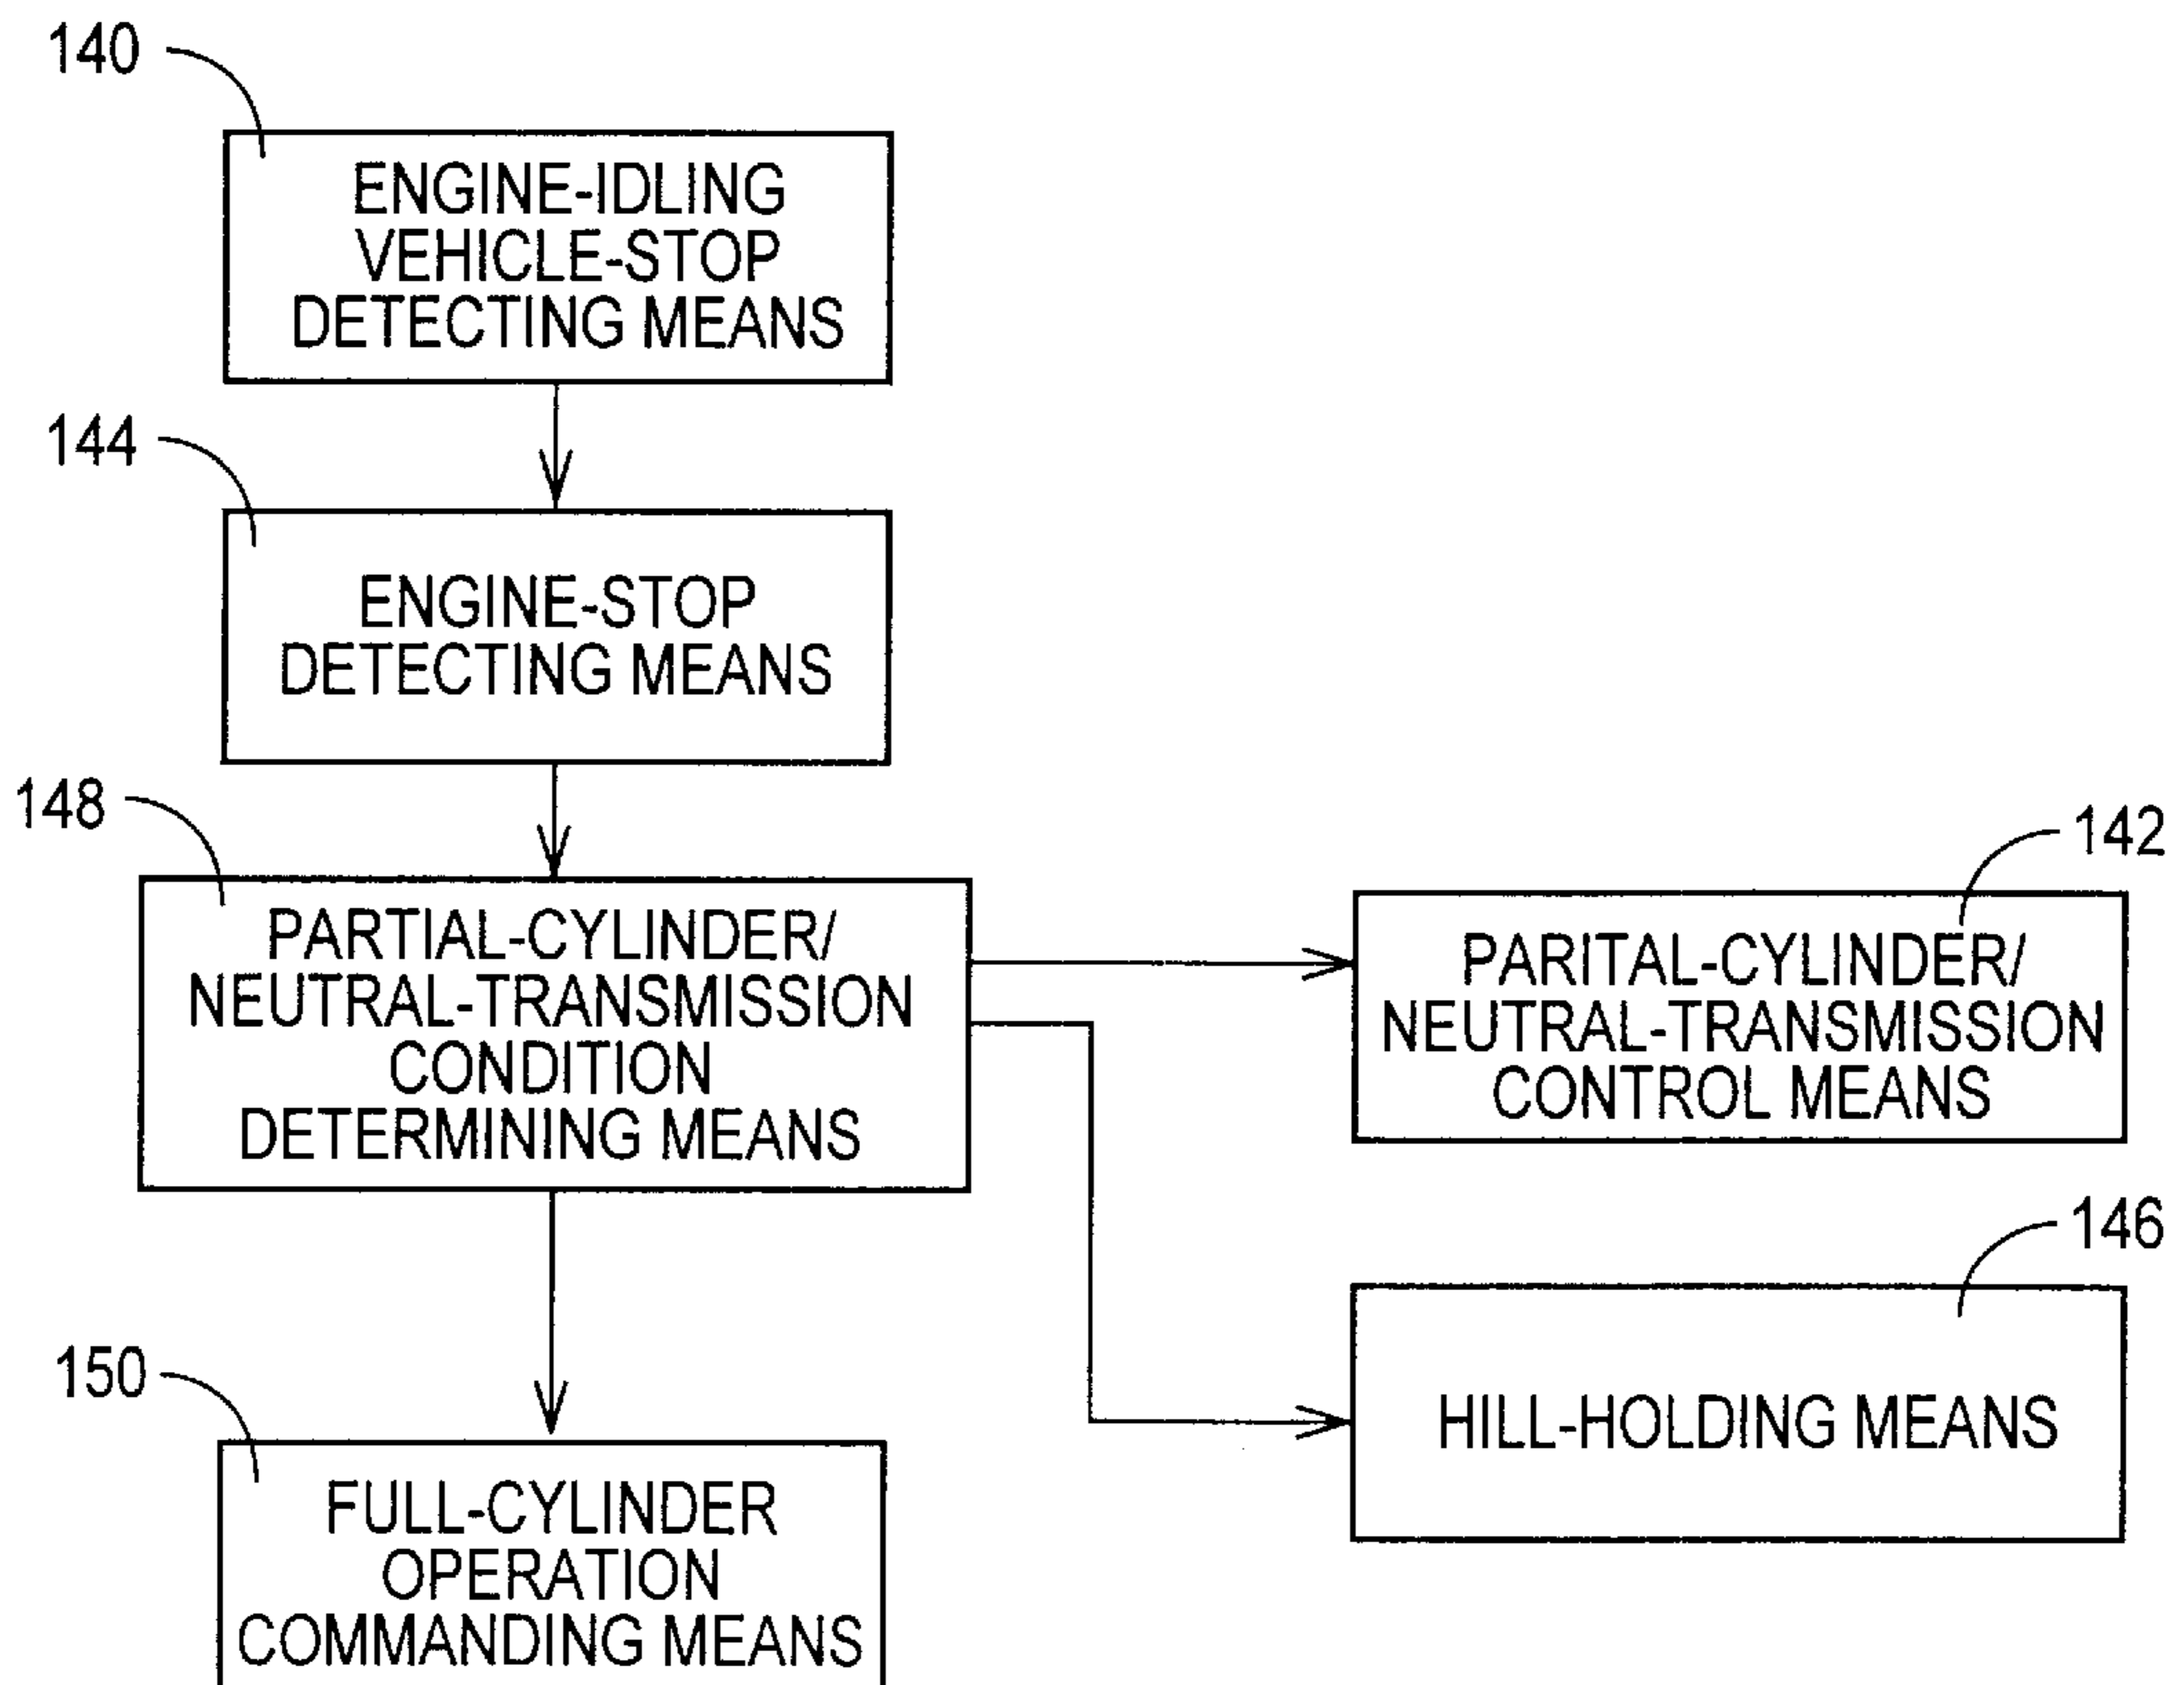 140
ENGINE-IDLING
VEHICLE-STOP
DETECTING MEANS
144
ENGINE-STOP
DETECTING MEANS
148
PARTIAL-CYLINDER/
NEUTRAL-TRANSMISSION
CONDITION
DETERMINING MEANS
142
PARITAL-CYLINDER/
NEUTRAL-TRANSMISSION
CONTROL MEANS
146
HILL-HOLDING MEANS
150
FULL-CYLINDER
OPERATION
COMMANDING MEANS